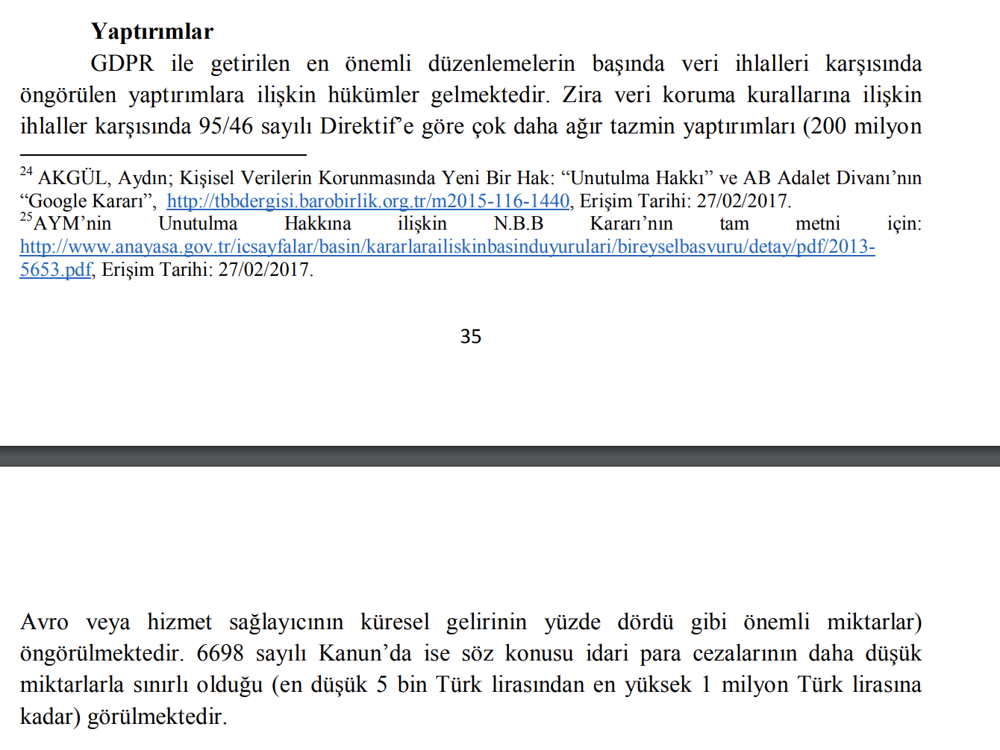 Yaptırımlar
GDPR ile getirilen en önemli düzenlemelerin başında veri ihlalleri karşısında
öngörülen yaptırımlara ilişkin hükümler gelmektedir. Zira veri koruma kurallarına ilişkin
ihlaller karşısında 95/46 sayılı Direktif’e göre çok daha ağır tazmin yaptırımları (200 milyon
24 AKGÜL, Aydın; Kişisel Verilerin Korunmasında Yeni Bir Hak: “Unutulma Hakkı” ve AB Adalet Divanı’nın
“Google Kararı”, http://tbbdergisi.barobirlik.org.tr/m2015-116-1440, Erişim Tarihi: 27/02/2017.
25AYM’nin Unutulma Hakkına ilişkin N.B.B Kararı’nın tam metni için:
http://www.anayasa.gov.tr/icsayfalar/basin/kararlarailiskinbasinduyurulari/bireyselbasvuru/detay/pdf/2013-
5653.pdf, Erişim Tarihi: 27/02/2017.
35
Avro veya hizmet sağlayıcının küresel gelirinin yüzde dördü gibi önemli miktarlar)
öngörülmektedir. 6698 sayılı Kanun’da ise söz konusu idari para cezalarının daha düşük
miktarlarla sınırlı olduğu (en düşük 5 bin Türk lirasından en yüksek 1 milyon Türk lirasına
kadar) görülmektedir.